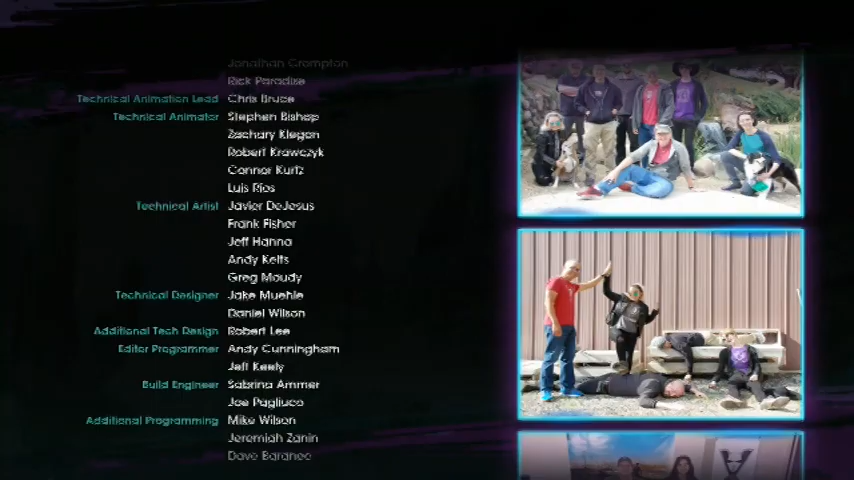 Jonathan Crompton
Rick Paradise
Technical Animation Lead Chris Bruce
Technical Animator Stephen Bishop
Zachary Klegon
Robert Krawczyk
Connor Kurtz
Luis Rios
Technical Artist Javier DeJesus
Frank Fisher
Jeff Hanna
Andy Kelts
Greg Moudy
Technical Designer Jake Muehle
Daniel Wilson
Additional Tech Design Robert Lee
Editor Programmer Andy Cunningham
Jeff Keely
Build Engineer Sabrina Ammer
Joe Pagliuco
Additional Programming Mike Wilson
Jeremiah Zanin
Dave Baranec